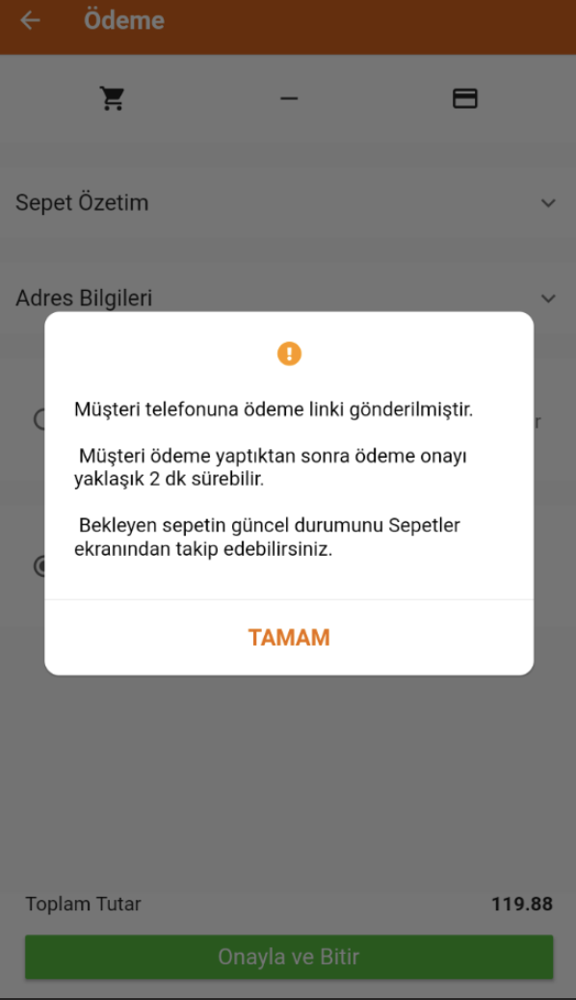 Ödeme
Sepet Özetim
Adres Bilgileri
Müşteri telefonuna ödeme linki gönderilmiştir.
Müşteri ödeme yaptıktan sonra ödeme onayı
yaklaşık 2 dk sürebilir.
Bekleyen sepetin güncel durumunu Sepetler
ekranından takip edebilirsiniz.
TAMAM
Toplam Tutar 119.88
Onayla ve Bitir